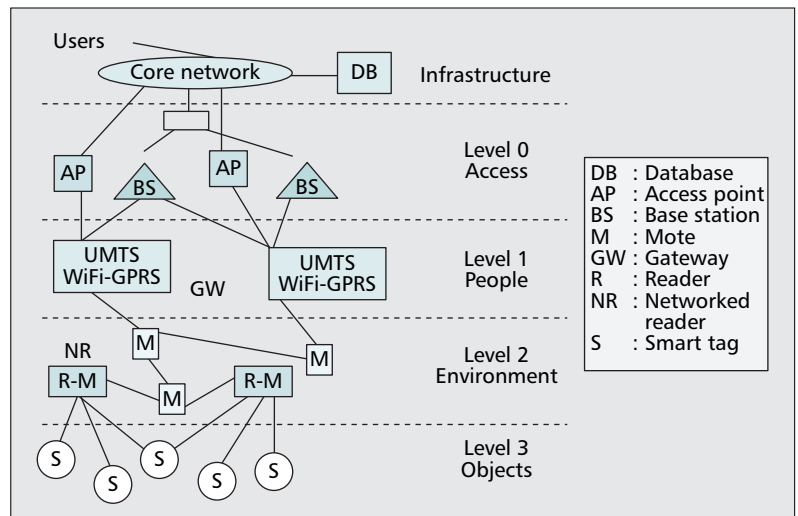 Users
Core network
DB
Infrastructure
AP
BS
AP
BS
Level 0
Access
UMTS
WiFi-GPRS
GW
UMTS
WiFi-GPRS
Level 1
People
NR
M
M
R-M
M
R-M
Level 2
Environment
S
S
S
S
S
Level 3
Objects
DB : Database
AP : Access point
BS : Base station
M : Mote
GW : Gateway
R : Reader
NR : Networked
reader
S : Smart tag